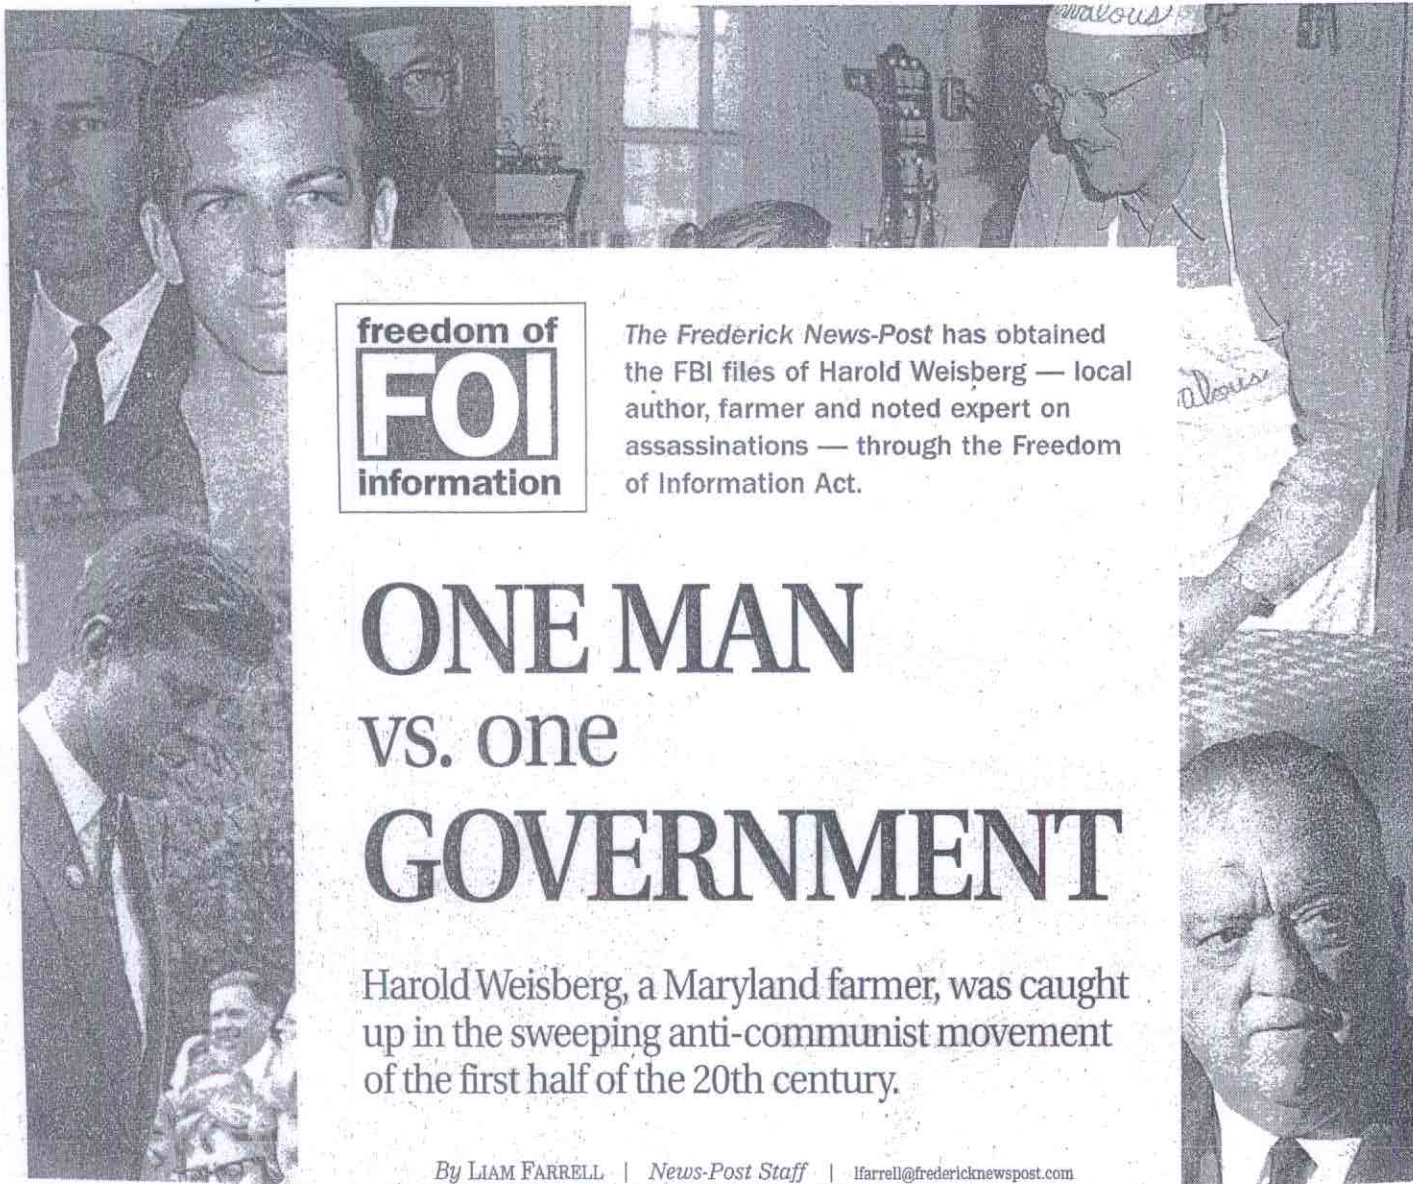 freedom of
FOI
information
The Frederick News-Post has obtained
the FBI files of Harold Weisberg — local
author, farmer and noted expert on
assassinations — through the Freedom
of Information Act.
ONE MAN
vs. one
GOVERNMENT
Harold Weisberg, a Maryland farmer, was caught
up in the sweeping anti-communist movement
of the first half of the 20th century.
By LIAM FARRELL | News-Post Staff | lfarrell@fredericknewspost.com